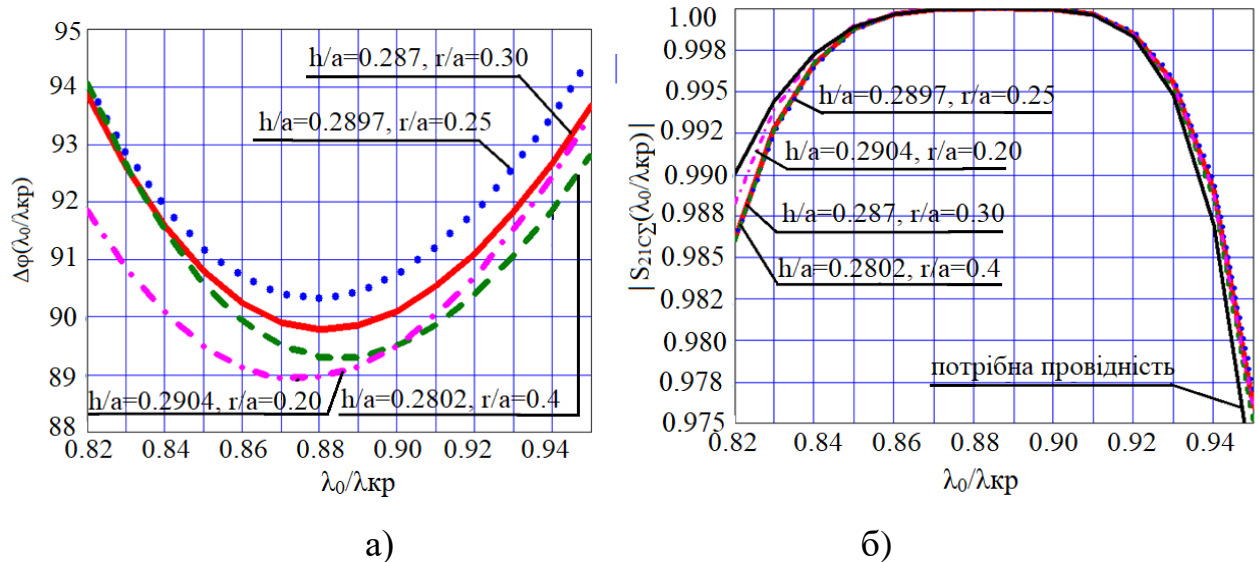 95
94
93
92
91
90
89
88
Δφ(λ₀/λкр)
h/a=0.287, r/a=0.30
h/a=0.2897, r/a=0.25
h/a=0.2904, r/a=0.20
h/a=0.2802, r/a=0.4
0.82 0.84 0.86 0.88 0.90 0.92 0.94
λ₀/λкр
а)
1.00
0.998
0.995
0.992
0.990
0.988
0.985
0.982
0.980
0.978
0.975
|S₂₁CΣ(λ₀/λкр)|
h/a=0.2897, r/a=0.25
h/a=0.2904, r/a=0.20
h/a=0.287, r/a=0.30
h/a=0.2802, r/a=0.4
потрібна провідність
0.82 0.84 0.86 0.88 0.90 0.92 0.94
λ₀/λкр
б)